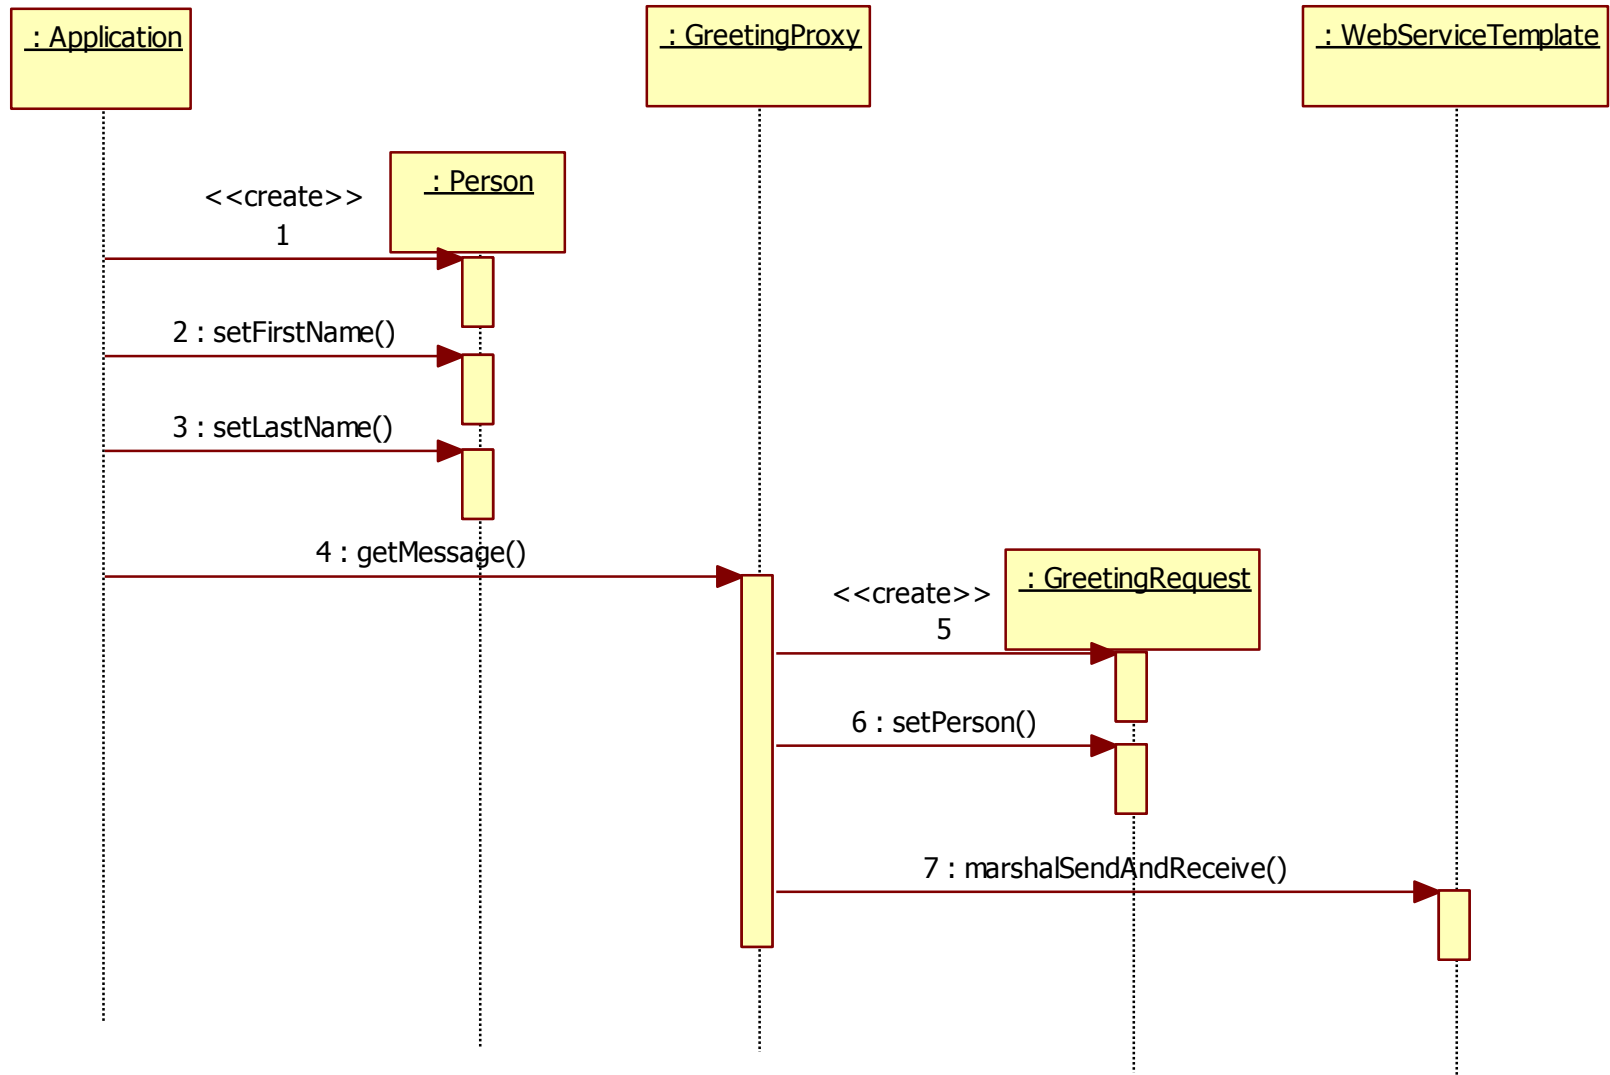 : Application
: GreetingProxy
: WebServiceTemplate
: Person
<<create>>
1
2 : setFirstName()
3 : setLastName()
4 : getMessage()
: GreetingRequest
<<create>>
5
6 : setPerson()
7 : marshalSendAndReceive()